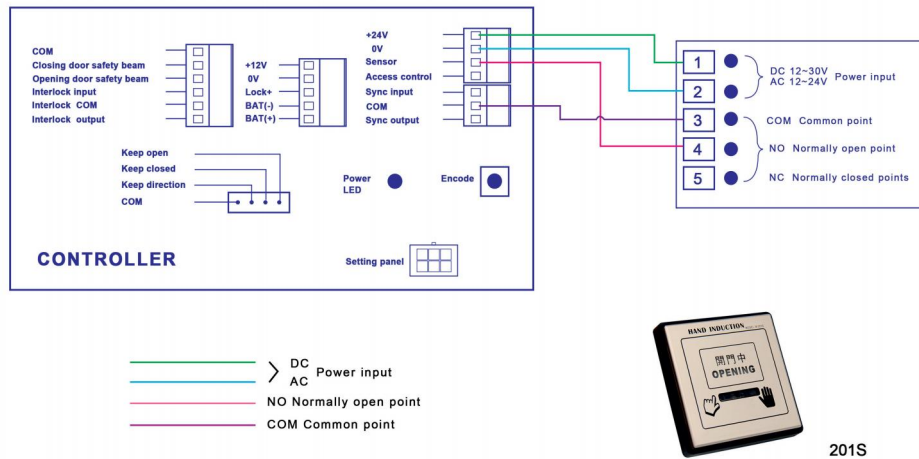 COM
Closing door safety beam
Opening door safety beam
Interlock input
Interlock COM
Interlock output
+12V
0V
Lock+
BAT(-)
BAT(+)
+24V
0V
Sensor
Access control
Sync input
COM
Sync output
Keep open
Keep closed
Keep direction
COM
Power LED
Encode
Setting panel
CONTROLLER
1
2
3
4
5
DC 12~30V
AC 12~24V
Power input
COM Common point
NO Normally open point
NC Normally closed points
DC
AC
Power input
NO Normally open point
COM Common point
HAND INDUCTION
開門中
OPENING
201S